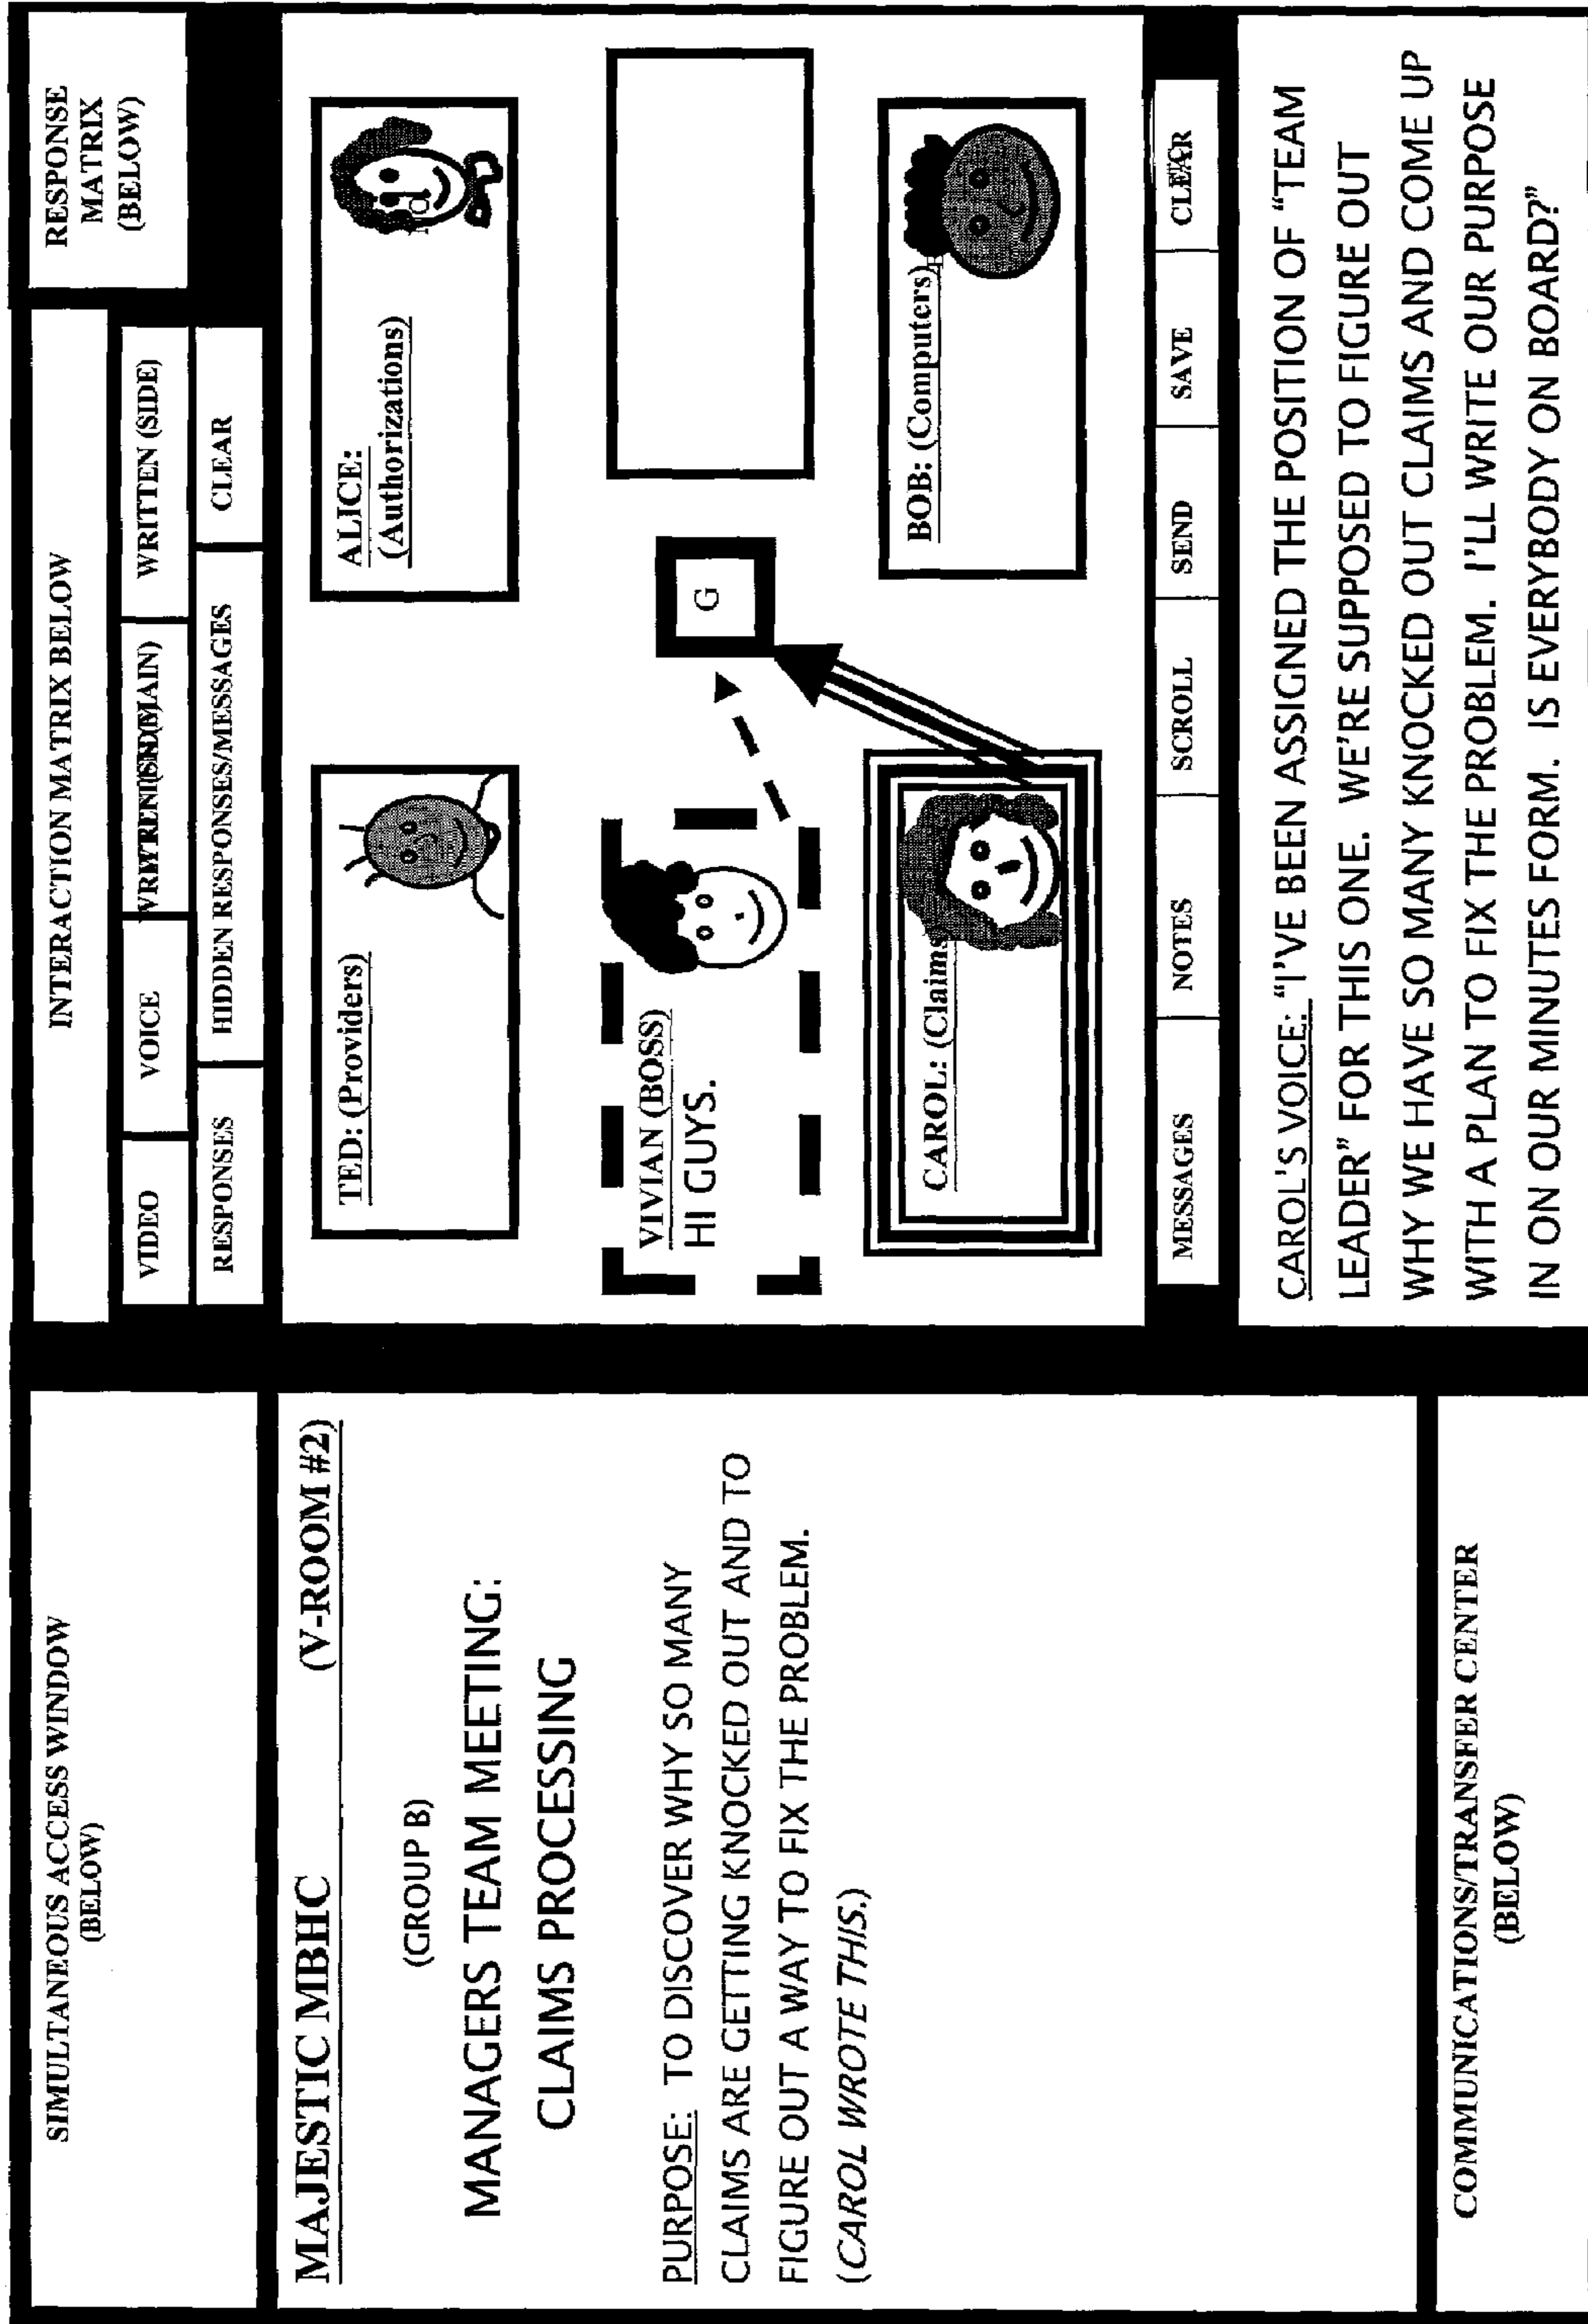 SIMULTANEOUS ACCESS WINDOW
(BELOW)
MAJESTIC MBHC (V-ROOM #2)
(GROUP B)
MANAGERS TEAM MEETING:
CLAIMS PROCESSING
PURPOSE: TO DISCOVER WHY SO MANY
CLAIMS ARE GETTING KNOCKED OUT AND TO
FIGURE OUT A WAY TO FIX THE PROBLEM.
(CAROL WROTE THIS.)
COMMUNICATIONS/TRANSFER CENTER
(BELOW)
INTERACTION MATRIX BELOW
RESPONSE
MATRIX
(BELOW)
VIDEO VOICE WRITTEN (MAIN) WRITTEN (SIDE)
RESPONSES HIDDEN RESPONSES/MESSAGES CLEAR
TED: (Providers)
ALICE:
(Authorizations)
VIVIAN (BOSS)
HI GUYS.
G
CAROL: (Claims
BOB: (Computers)
MESSAGES NOTES SCROLL SEND SAVE CLEAR
CAROL'S VOICE: "I'VE BEEN ASSIGNED THE POSITION OF "TEAM
LEADER" FOR THIS ONE. WE'RE SUPPOSED TO FIGURE OUT
WHY WE HAVE SO MANY KNOCKED OUT CLAIMS AND COME UP
WITH A PLAN TO FIX THE PROBLEM. I'LL WRITE OUR PURPOSE
IN ON OUR MINUTES FORM. IS EVERYBODY ON BOARD?"